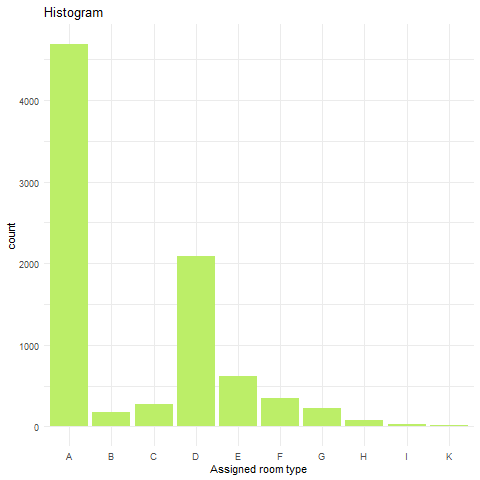 Histogram
count
4000
3000
2000
1000
0
A B C D E F G H I K
Assigned room type